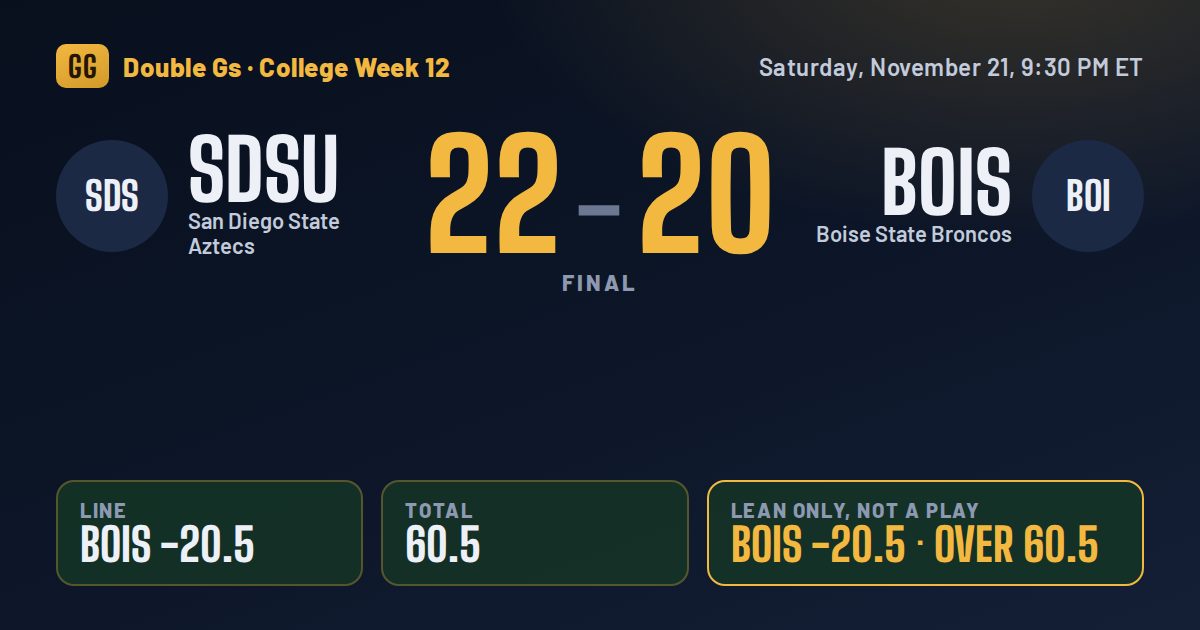 GG Double Gs · College Week 12
Saturday, November 21, 9:30 PM ET
SDS
SDSU
San Diego State
Aztecs
22 – 20
FINAL
BOIS
Boise State Broncos
BOI
LINE
BOIS -20.5
TOTAL
60.5
LEAN ONLY, NOT A PLAY
BOIS -20.5 · OVER 60.5